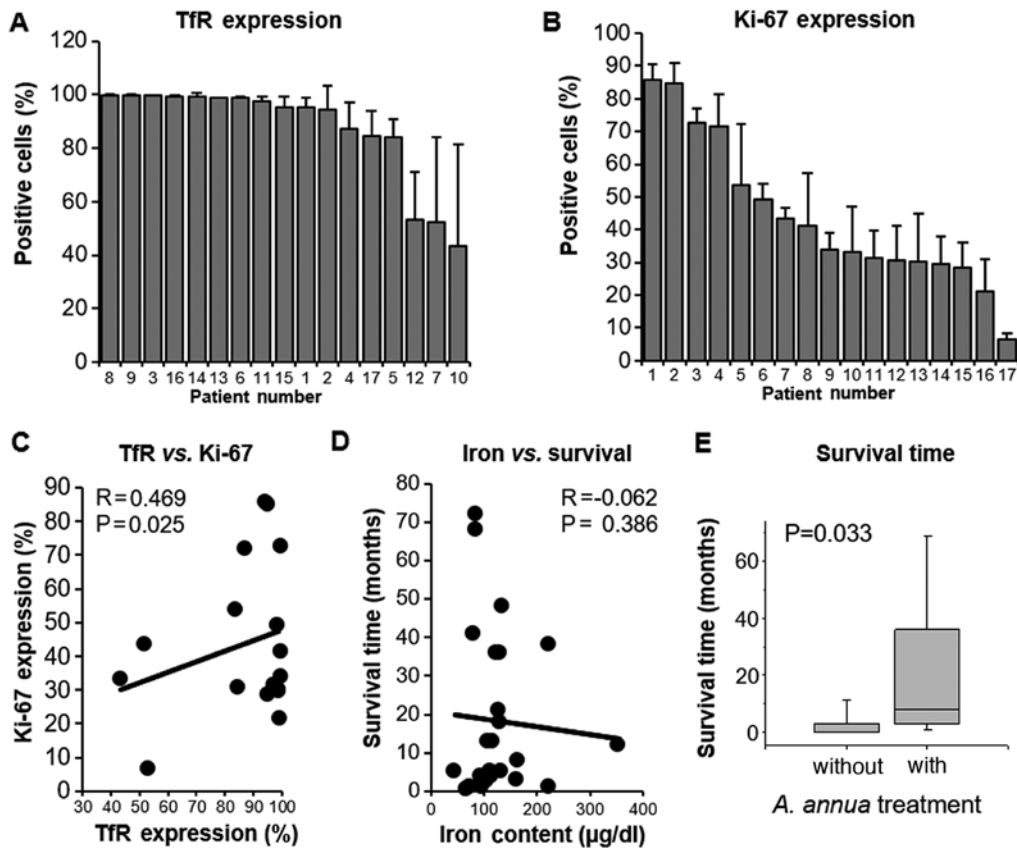 A
TfR expression
Positive cells (%)
120
100
80
60
40
20
0
8 9 3 16 14 13 6 11 15 1 2 4 17 5 12 7 10
Patient number
B
Ki-67 expression
Positive cells (%)
100
90
80
70
60
50
40
30
20
10
0
1 2 3 4 5 6 7 8 9 10 11 12 13 14 15 16 17
Patient number
C
TfR vs. Ki-67
R=0.469
P=0.025
Ki-67 expression (%)
90
80
70
60
50
40
30
20
10
0
30 40 50 60 70 80 90 100
TfR expression (%)
D
Iron vs. survival
R=-0.062
P= 0.386
Survival time (months)
80
70
60
50
40
30
20
10
0
0 100 200 300 400
Iron content (µg/dl)
E
Survival time
P=0.033
Survival time (months)
60
40
20
0
without with
A. annua treatment